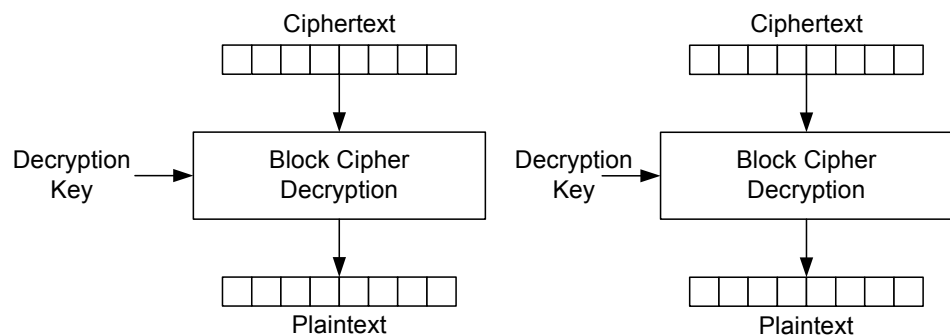 Ciphertext
Decryption
Key
Block Cipher
Decryption
Plaintext
Ciphertext
Decryption
Key
Block Cipher
Decryption
Plaintext